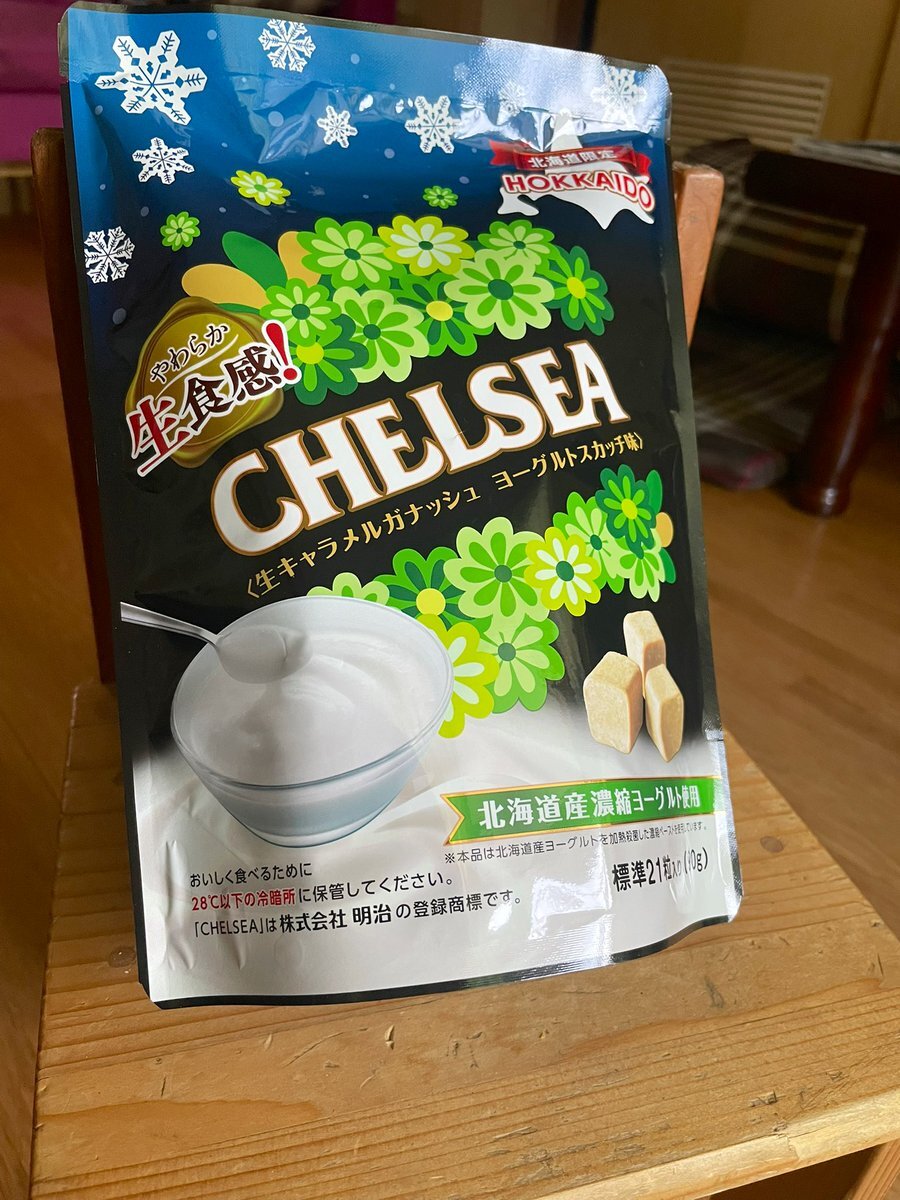 北海道限定
HOKKAIDO
やわらか
生食感!
CHELSEA
〈生キャラメルガナッシュ ヨーグルトスカッチ味〉
北海道産濃縮ヨーグルト使用
※本品は北海道産ヨーグルトを加熱殺菌した濃縮ペーストを使用しています。
標準21粒入り
おいしく食べるために
28℃以下の冷暗所に保管してください。
「CHELSEA」は株式会社 明治の登録商標です。